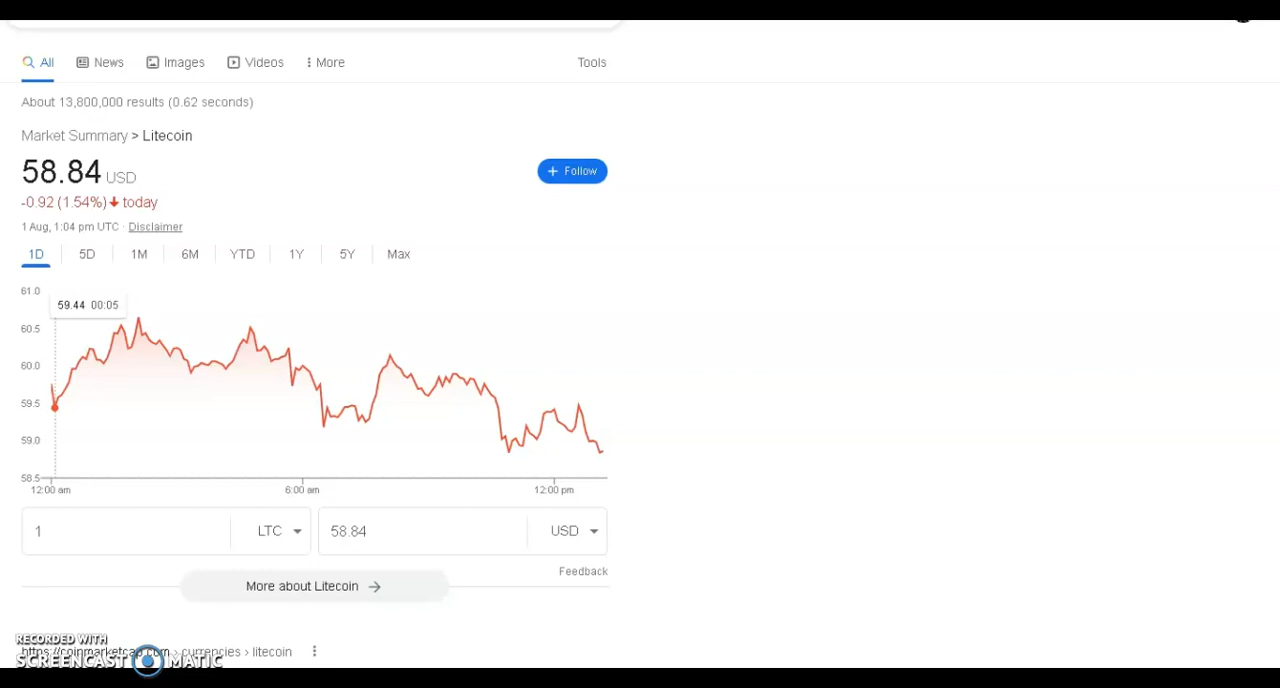 All News Images Videos More Tools
About 13,800,000 results (0.62 seconds)
Market Summary > Litecoin
58.84 USD
+ Follow
-0.92 (1.54%) today
1 Aug, 1:04 pm UTC · Disclaimer
1D 5D 1M 6M YTD 1Y 5Y Max
61.0
59.44 00:05
60.5
60.0
59.5
59.0
58.5
12:00 am 6:00 am 12:00 pm
1 LTC 58.84 USD
Feedback
More about Litecoin
RECORDED WITH
https://coinmarketcap.com › currencies › litecoin
SCREENCAST MATIC